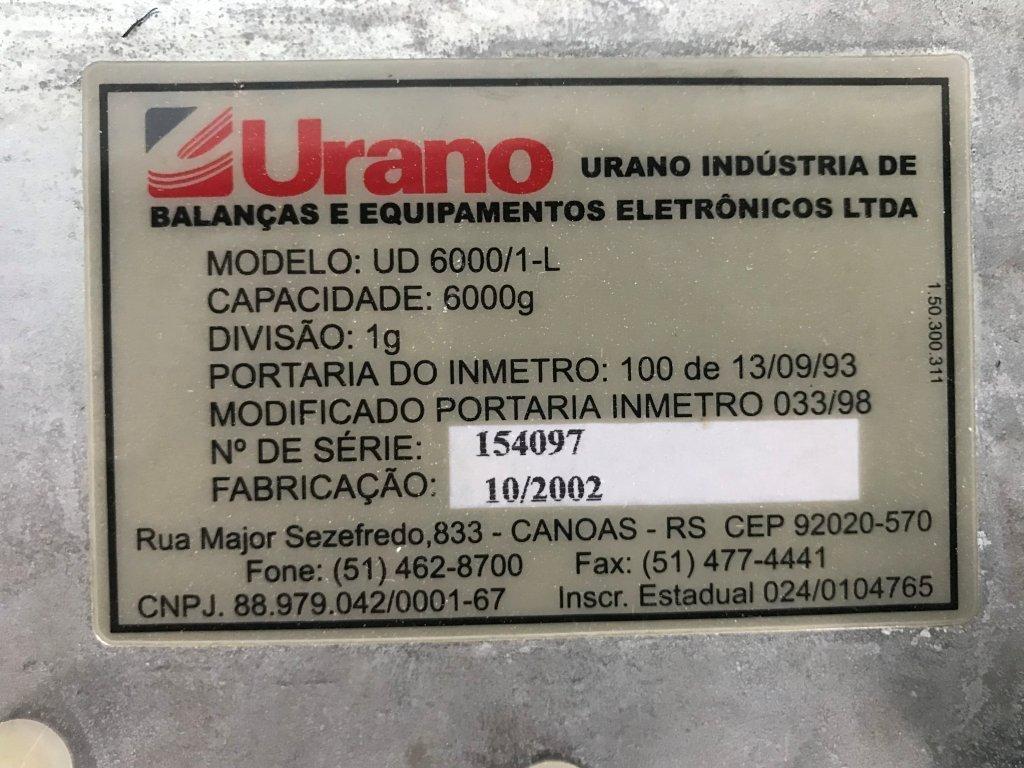 Urano URANO INDÚSTRIA DE
BALANÇAS E EQUIPAMENTOS ELETRÔNICOS LTDA
MODELO: UD 6000/1-L
CAPACIDADE: 6000g
DIVISÃO: 1g
PORTARIA DO INMETRO: 100 de 13/09/93
MODIFICADO PORTARIA INMETRO 033/98
Nº DE SÉRIE: 154097
FABRICAÇÃO: 10/2002
Rua Major Sezefredo,833 - CANOAS - RS CEP 92020-570
Fone: (51) 462-8700 Fax: (51) 477-4441
CNPJ. 88.979.042/0001-67 Inscr. Estadual 024/0104765
1.50.300.311